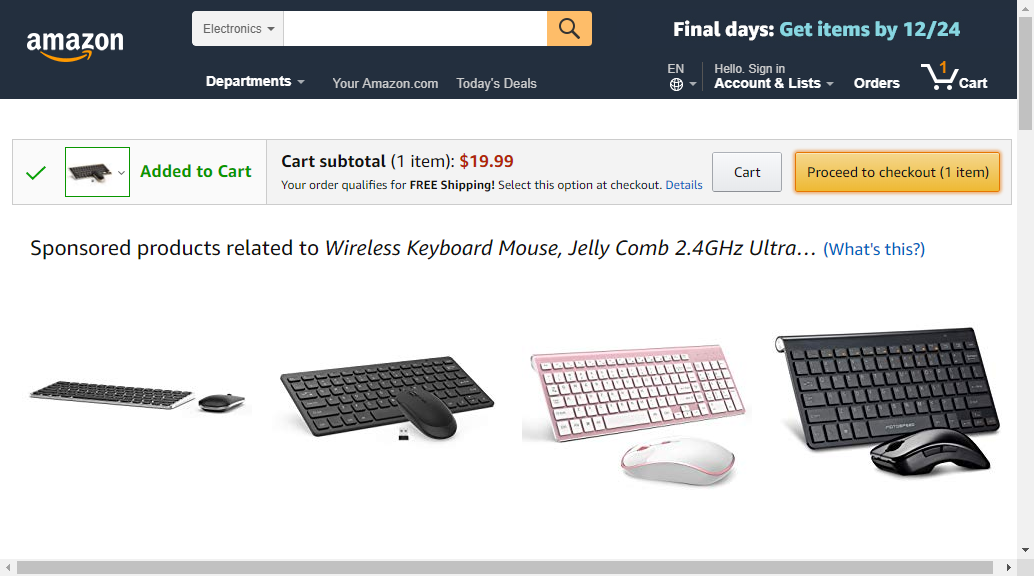 amazon
Electronics
Final days: Get items by 12/24
Departments
Your Amazon.com
Today's Deals
EN
Hello. Sign in
Account & Lists
Orders
1
Cart
Added to Cart
Cart subtotal (1 item): $19.99
Your order qualifies for FREE Shipping! Select this option at checkout. Details
Cart
Proceed to checkout (1 item)
Sponsored products related to Wireless Keyboard Mouse, Jelly Comb 2.4GHz Ultra… (What's this?)